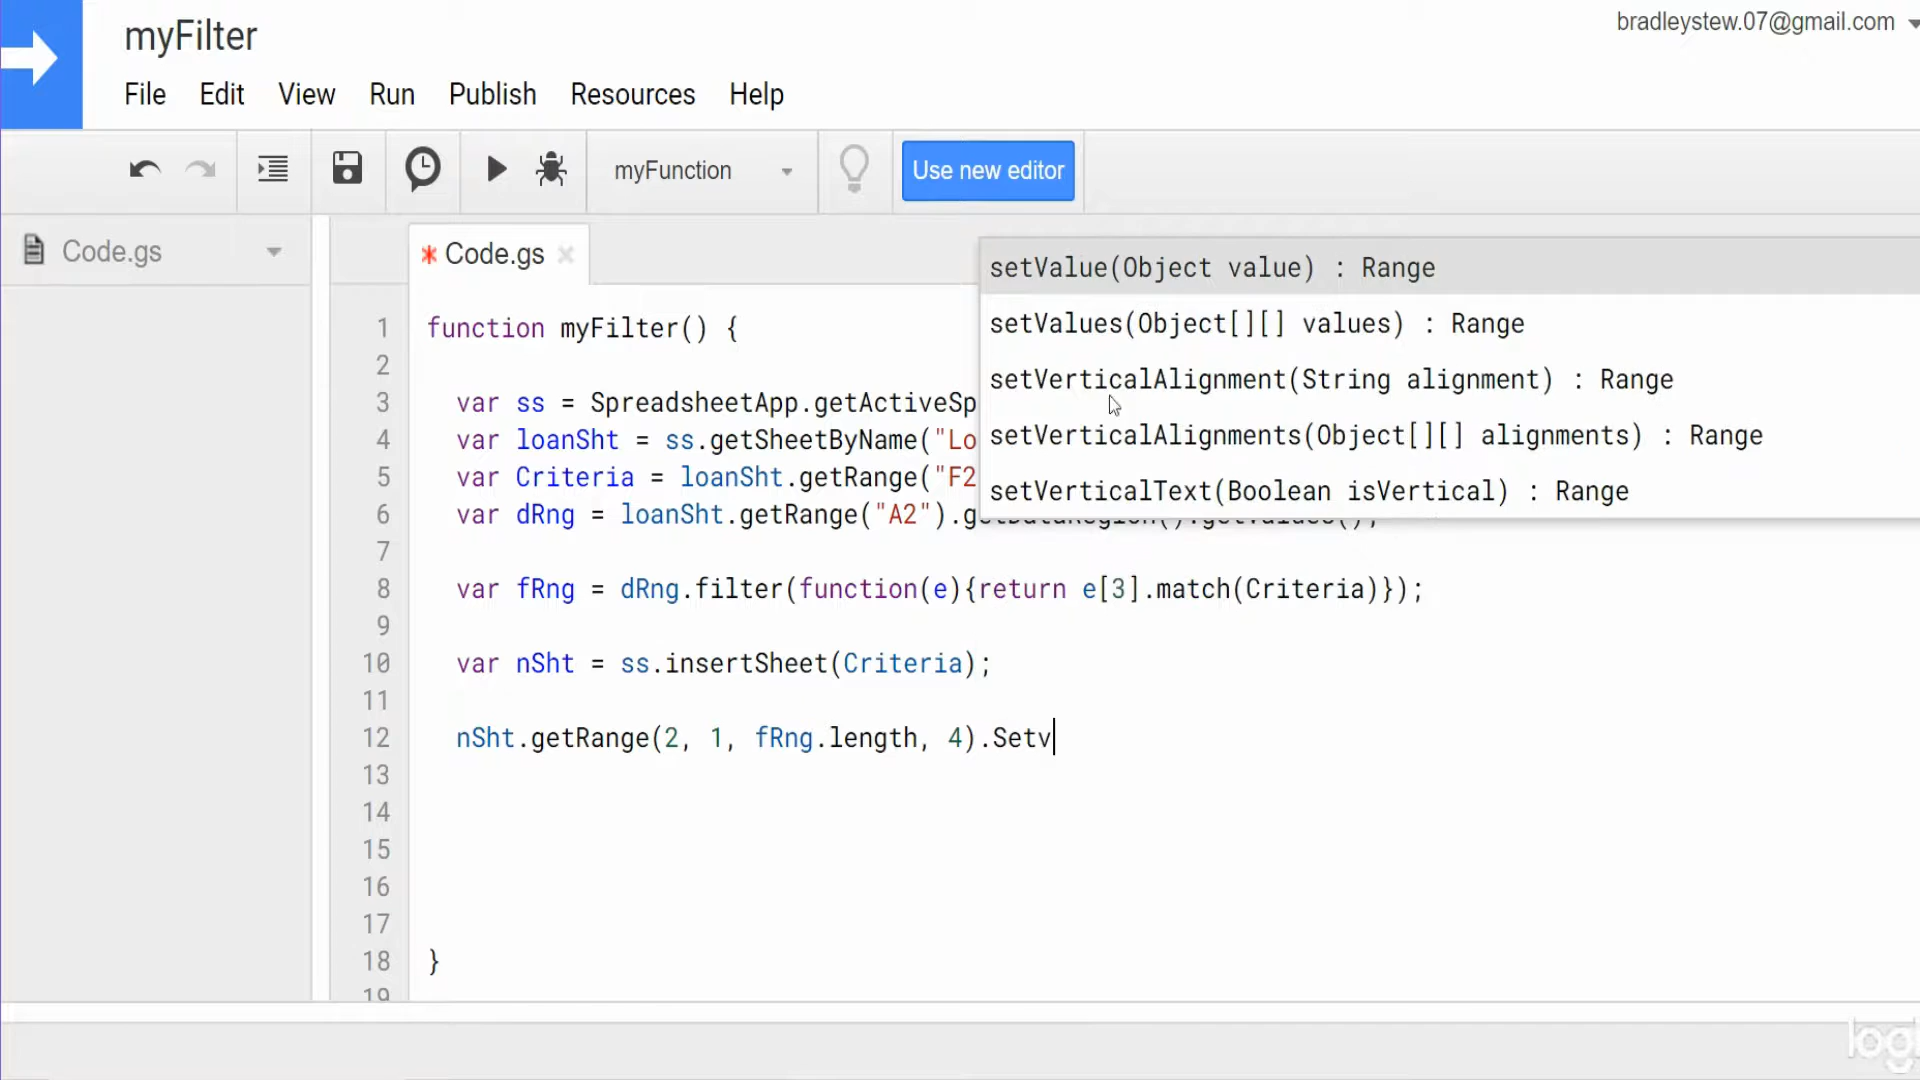 myFilter
bradleystew.07@gmail.com
File Edit View Run Publish Resources Help
myFunction
Use new editor
Code.gs
* Code.gs ×
setValue(Object value) : Range
setValues(Object[][] values) : Range
setVerticalAlignment(String alignment) : Range
setVerticalAlignments(Object[][] alignments) : Range
setVerticalText(Boolean isVertical) : Range
1 function myFilter() {
2
3 var ss = SpreadsheetApp.getActiveSp
4 var loanSht = ss.getSheetByName("Lo
5 var Criteria = loanSht.getRange("F2
6 var dRng = loanSht.getRange("A2").getDataRegion().getValues();
7
8 var fRng = dRng.filter(function(e){return e[3].match(Criteria)});
9
10 var nSht = ss.insertSheet(Criteria);
11
12 nSht.getRange(2, 1, fRng.length, 4).Setv
13
14
15
16
17
18 }
19
logi